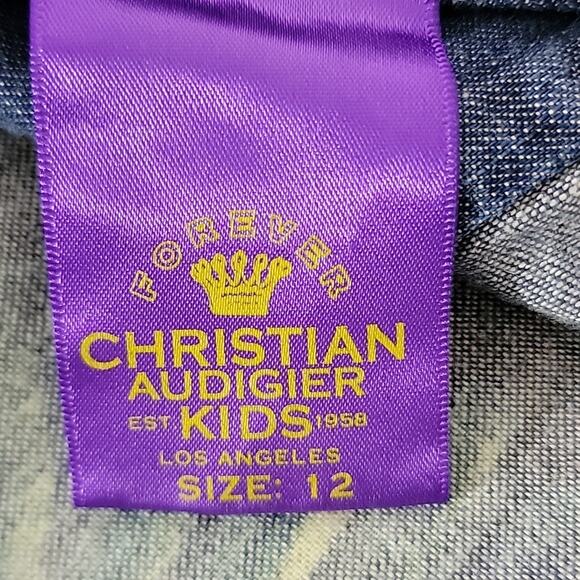 FOREVER
CHRISTIAN
AUDIGIER
EST KIDS 1958
LOS ANGELES
SIZE: 12